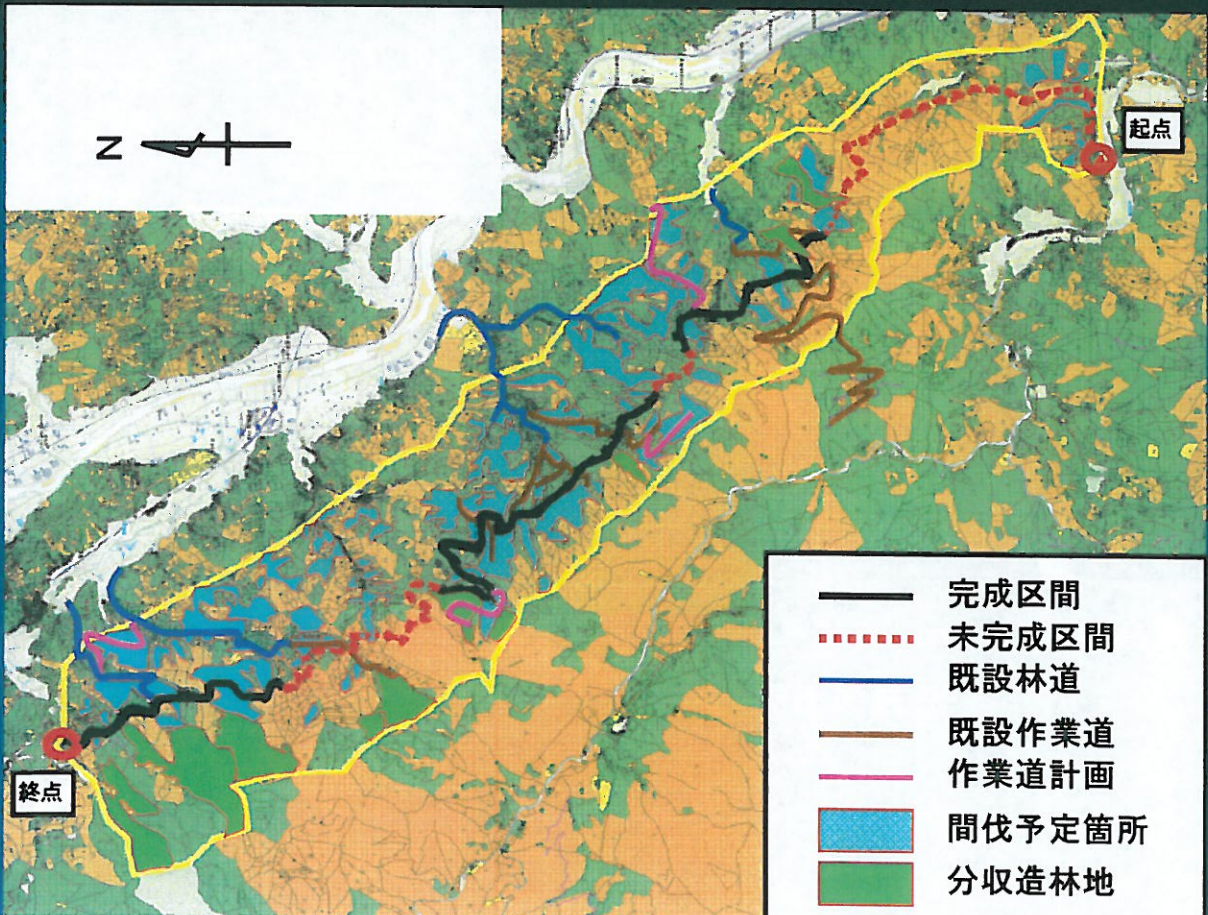 N
起点
終点
完成区間
未完成区間
既設林道
既設作業道
作業道計画
間伐予定箇所
分収造林地